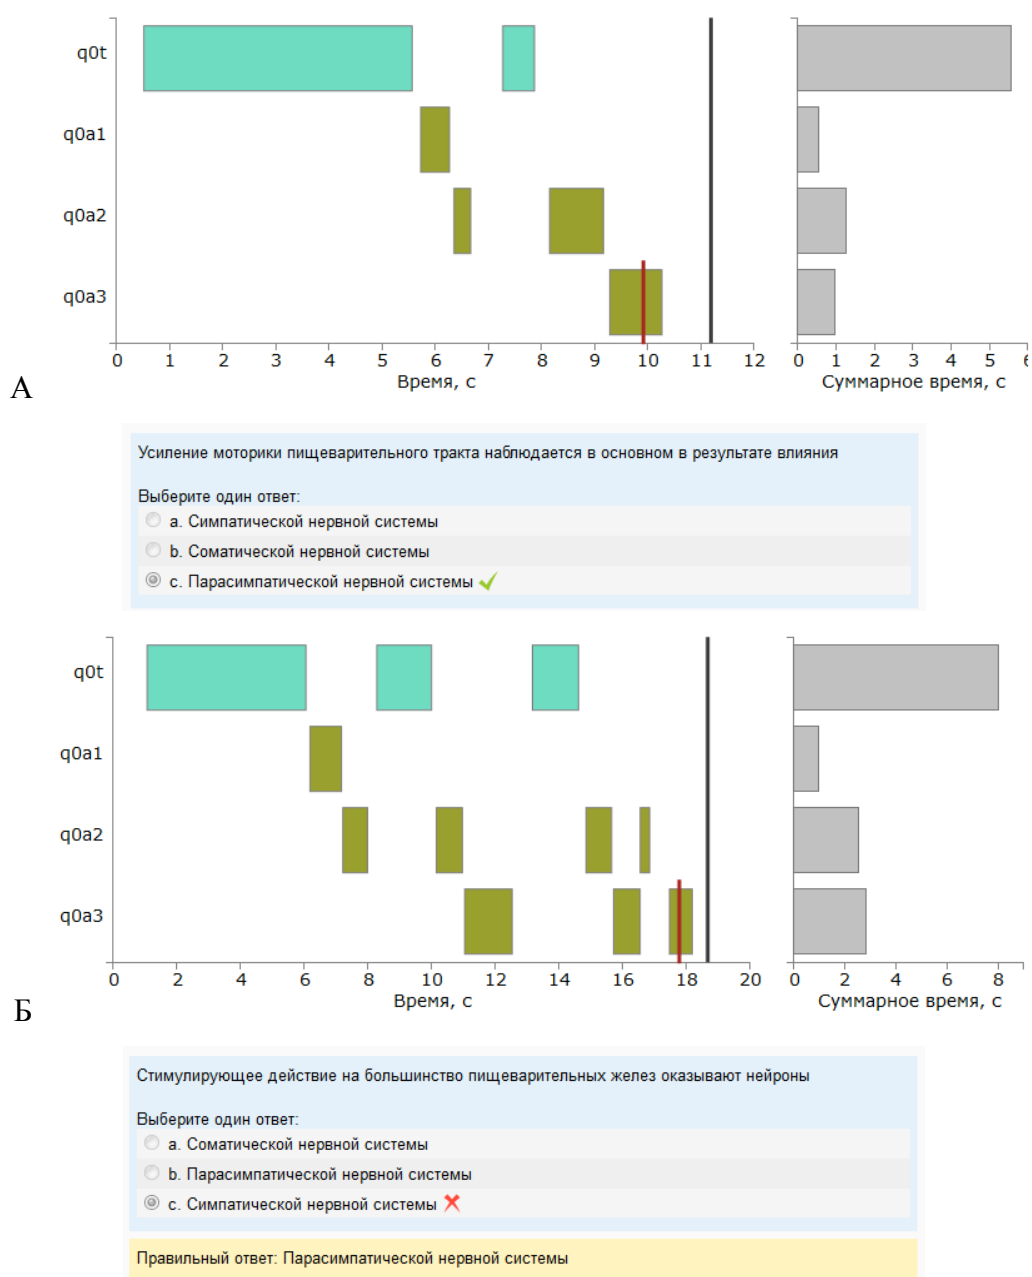 q0t
q0a1
q0a2
q0a3
0 1 2 3 4 5 6 7 8 9 10 11 12
Время, с
0 1 2 3 4 5 6
Суммарное время, с
А
Усиление моторики пищеварительного тракта наблюдается в основном в результате влияния
Выберите один ответ:
a. Симпатической нервной системы
b. Соматической нервной системы
c. Парасимпатической нервной системы
q0t
q0a1
q0a2
q0a3
0 2 4 6 8 10 12 14 16 18 20
Время, с
0 2 4 6 8
Суммарное время, с
Б
Стимулирующее действие на большинство пищеварительных желез оказывают нейроны
Выберите один ответ:
a. Соматической нервной системы
b. Парасимпатической нервной системы
c. Симпатической нервной системы
Правильный ответ: Парасимпатической нервной системы